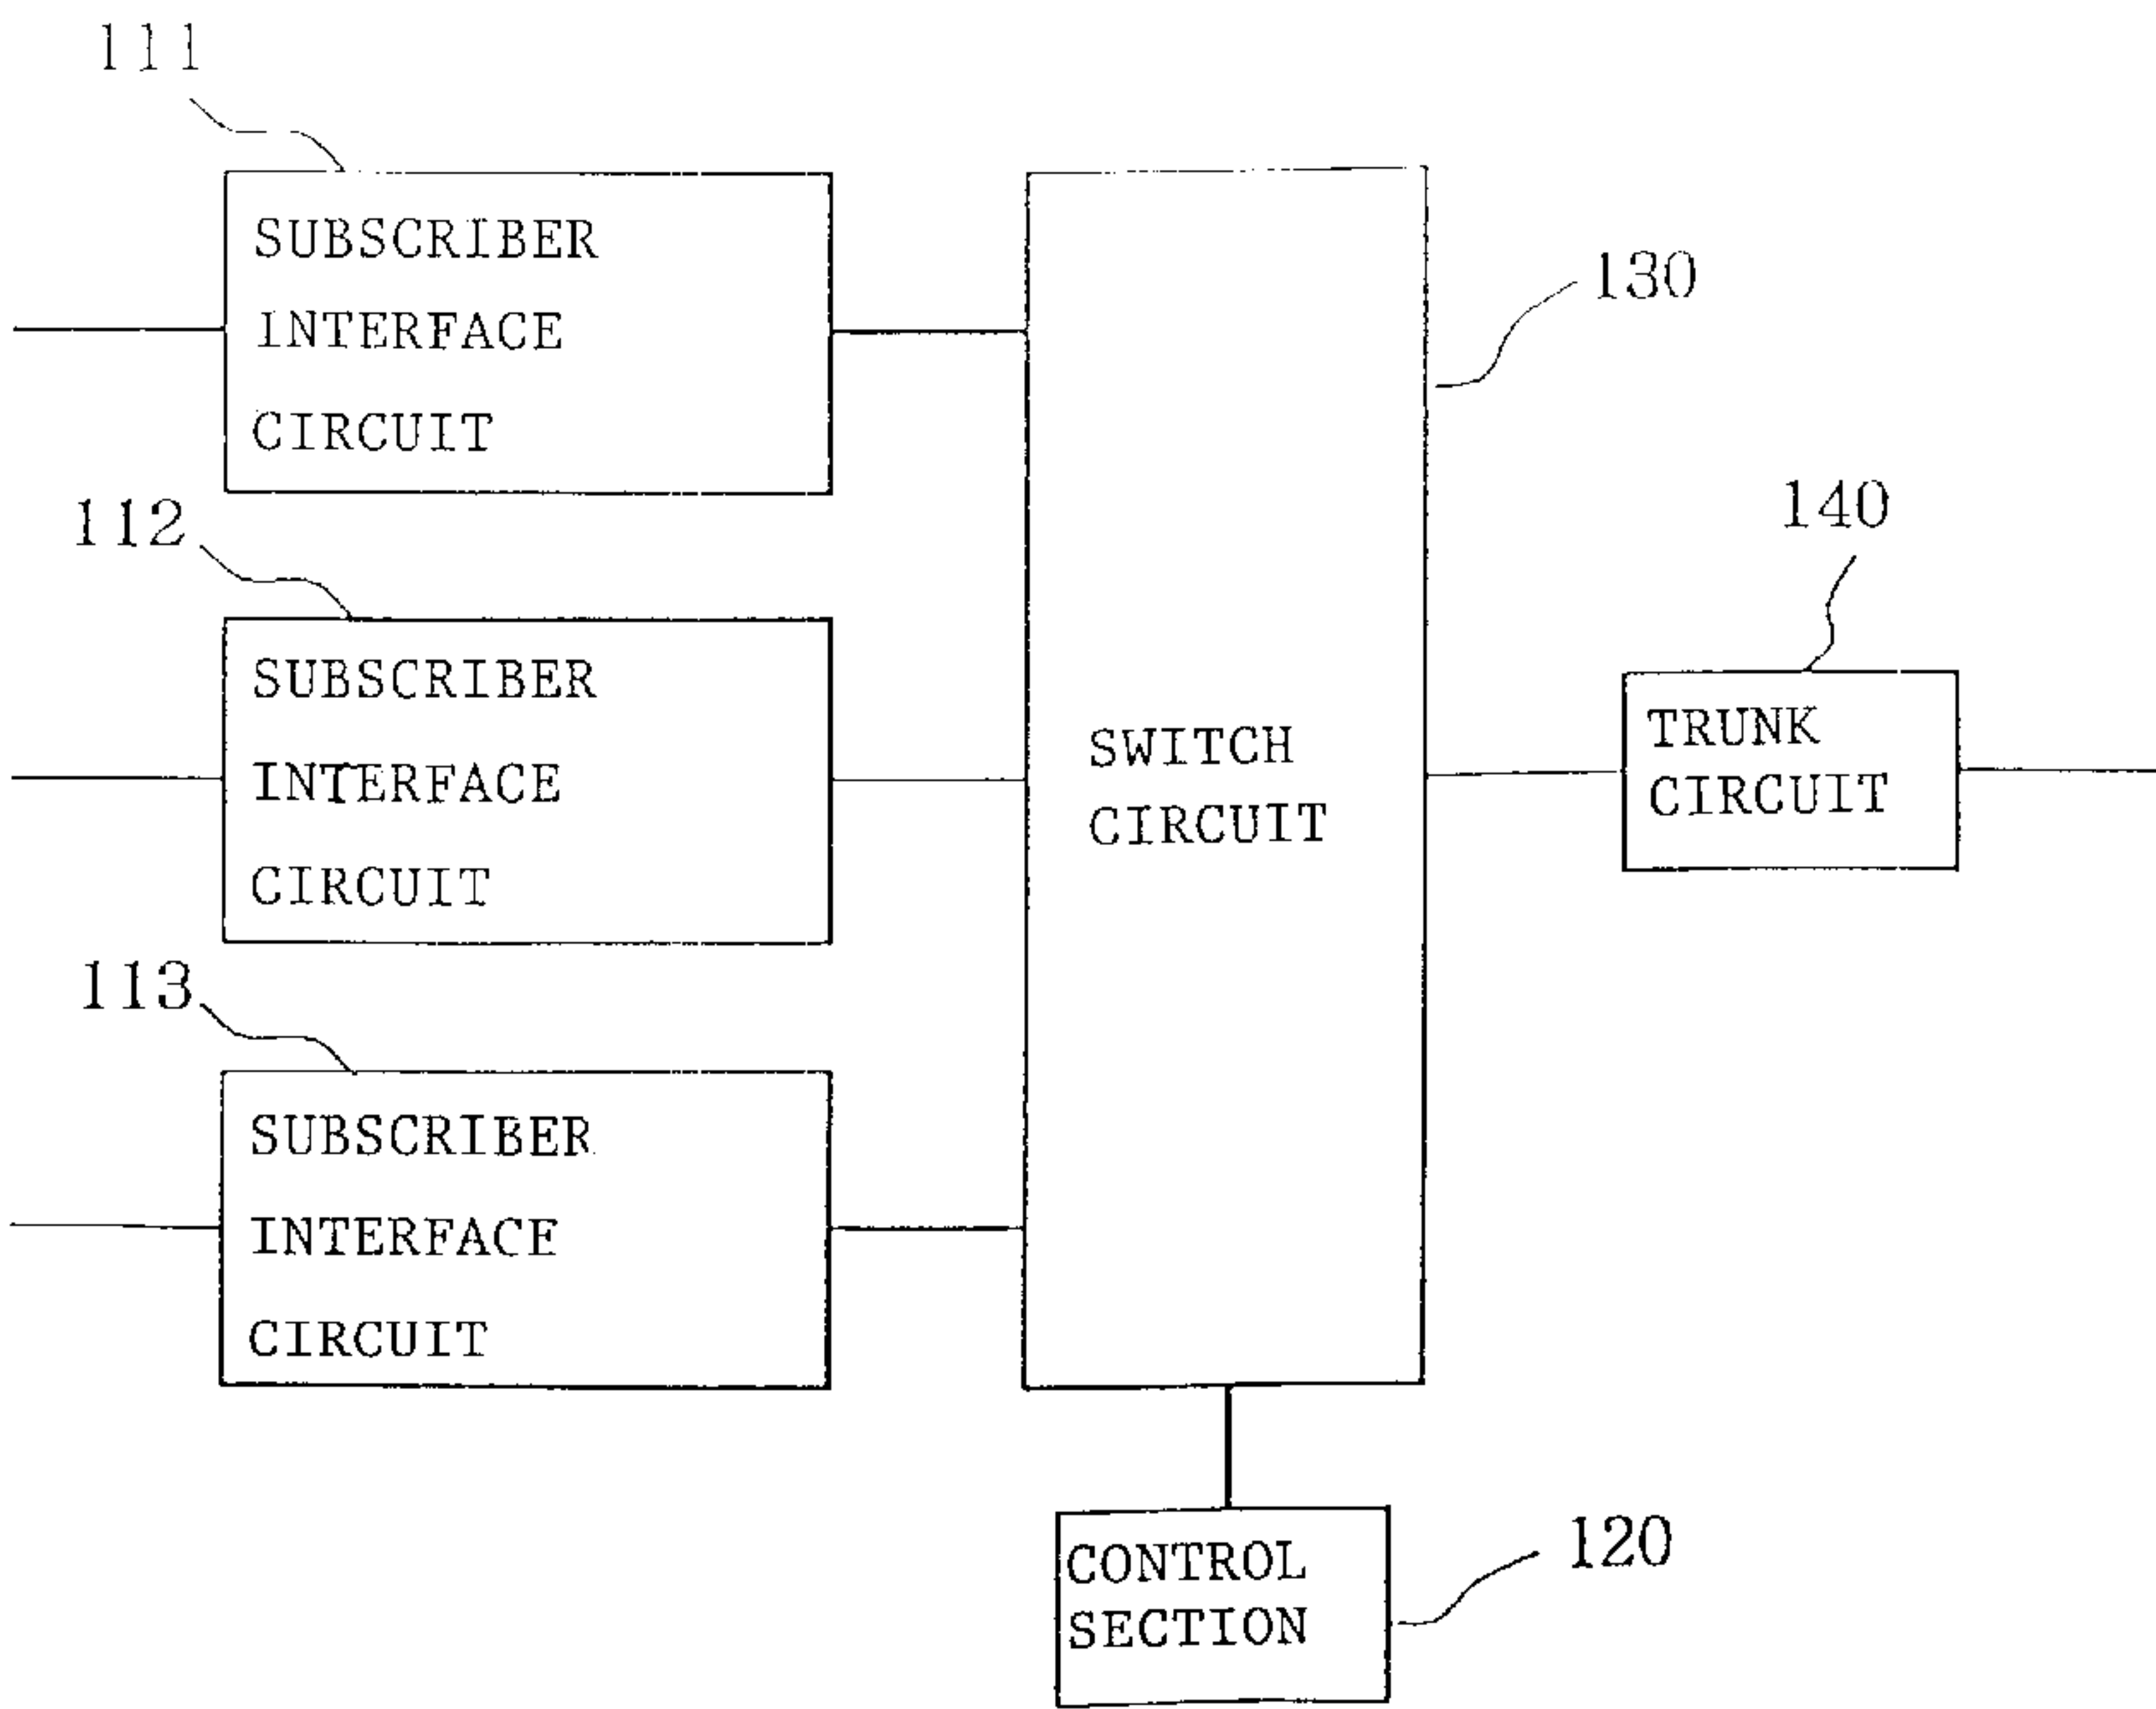 111
SUBSCRIBER
INTERFACE
CIRCUIT
112
SUBSCRIBER
INTERFACE
CIRCUIT
113
SUBSCRIBER
INTERFACE
CIRCUIT
SWITCH
CIRCUIT
130
140
TRUNK
CIRCUIT
CONTROL
SECTION
120